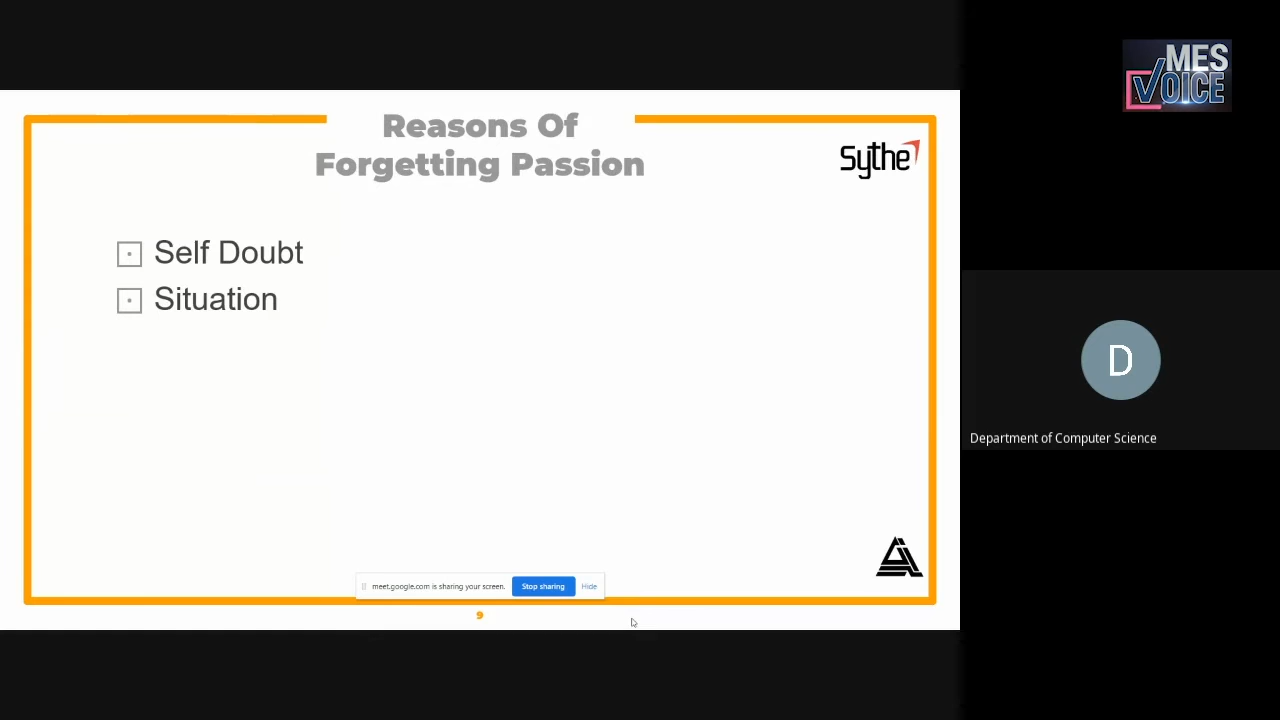 MES
VOICE
Reasons Of
Forgetting Passion
Sythe
Self Doubt
Situation
D
Department of Computer Science
meet.google.com is sharing your screen.
Stop sharing
Hide
9